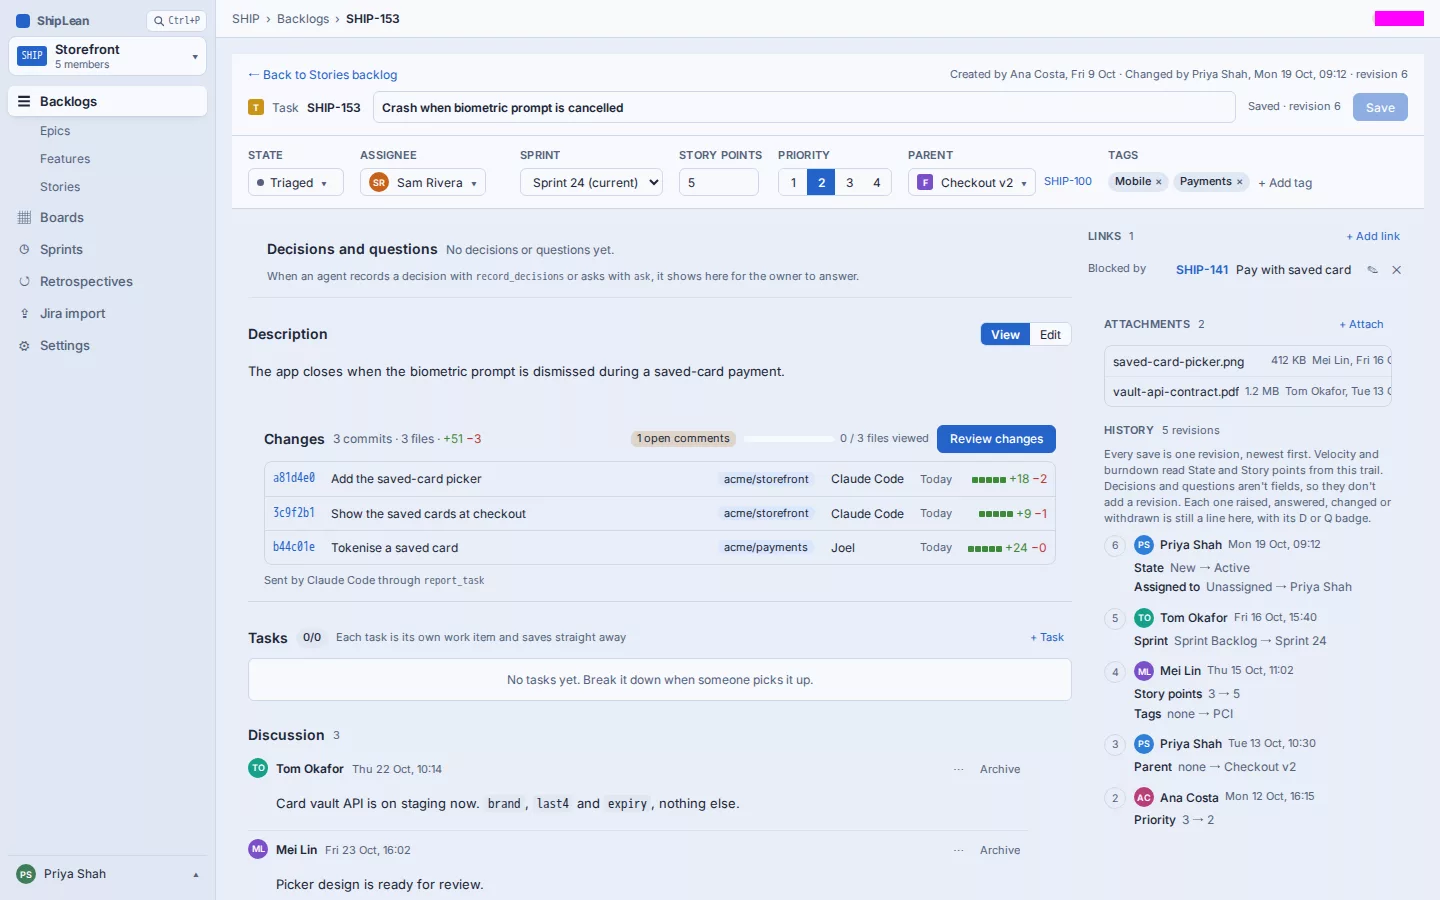 ShipLean
Ctrl+P
SHIP
Storefront
5 members
Backlogs
Epics
Features
Stories
Boards
Sprints
Retrospectives
Jira import
Settings
PS Priya Shah
SHIP › Backlogs › SHIP-153
← Back to Stories backlog
Created by Ana Costa, Fri 9 Oct · Changed by Priya Shah, Mon 19 Oct, 09:12 · revision 6
T Task SHIP-153 Crash when biometric prompt is cancelled
Saved · revision 6 Save
STATE ASSIGNEE SPRINT STORY POINTS PRIORITY PARENT TAGS
Triaged SR Sam Rivera Sprint 24 (current) 5 1 2 3 4 F Checkout v2 SHIP-100 Mobile × Payments × + Add tag
Decisions and questions No decisions or questions yet.
When an agent records a decision with record_decisions or asks with ask, it shows here for the owner to answer.
Description View Edit
The app closes when the biometric prompt is dismissed during a saved-card payment.
Changes 3 commits · 3 files · +51 −3 1 open comments 0 / 3 files viewed Review changes
a81d4e0 Add the saved-card picker acme/storefront Claude Code Today +18 −2
3c9f2b1 Show the saved cards at checkout acme/storefront Claude Code Today +9 −1
b44c01e Tokenise a saved card acme/payments Joel Today +24 −0
Sent by Claude Code through report_task
Tasks 0/0 Each task is its own work item and saves straight away + Task
No tasks yet. Break it down when someone picks it up.
Discussion 3
TO Tom Okafor Thu 22 Oct, 10:14 ··· Archive
Card vault API is on staging now. brand, last4 and expiry, nothing else.
ML Mei Lin Fri 23 Oct, 16:02 ··· Archive
Picker design is ready for review.
LINKS 1 + Add link
Blocked by SHIP-141 Pay with saved card
ATTACHMENTS 2 + Attach
saved-card-picker.png 412 KB Mei Lin, Fri 16
vault-api-contract.pdf 1.2 MB Tom Okafor, Tue 13
HISTORY 5 revisions
Every save is one revision, newest first. Velocity and
burndown read State and Story points from this trail.
Decisions and questions aren't fields, so they don't
add a revision. Each one raised, answered, changed or
withdrawn is still a line here, with its D or Q badge.
6 PS Priya Shah Mon 19 Oct, 09:12
State New → Active
Assigned to Unassigned → Priya Shah
5 TO Tom Okafor Fri 16 Oct, 15:40
Sprint Sprint Backlog → Sprint 24
4 ML Mei Lin Thu 15 Oct, 11:02
Story points 3 → 5
Tags none → PCI
3 PS Priya Shah Tue 13 Oct, 10:30
Parent none → Checkout v2
2 AC Ana Costa Mon 12 Oct, 16:15
Priority 3 → 2